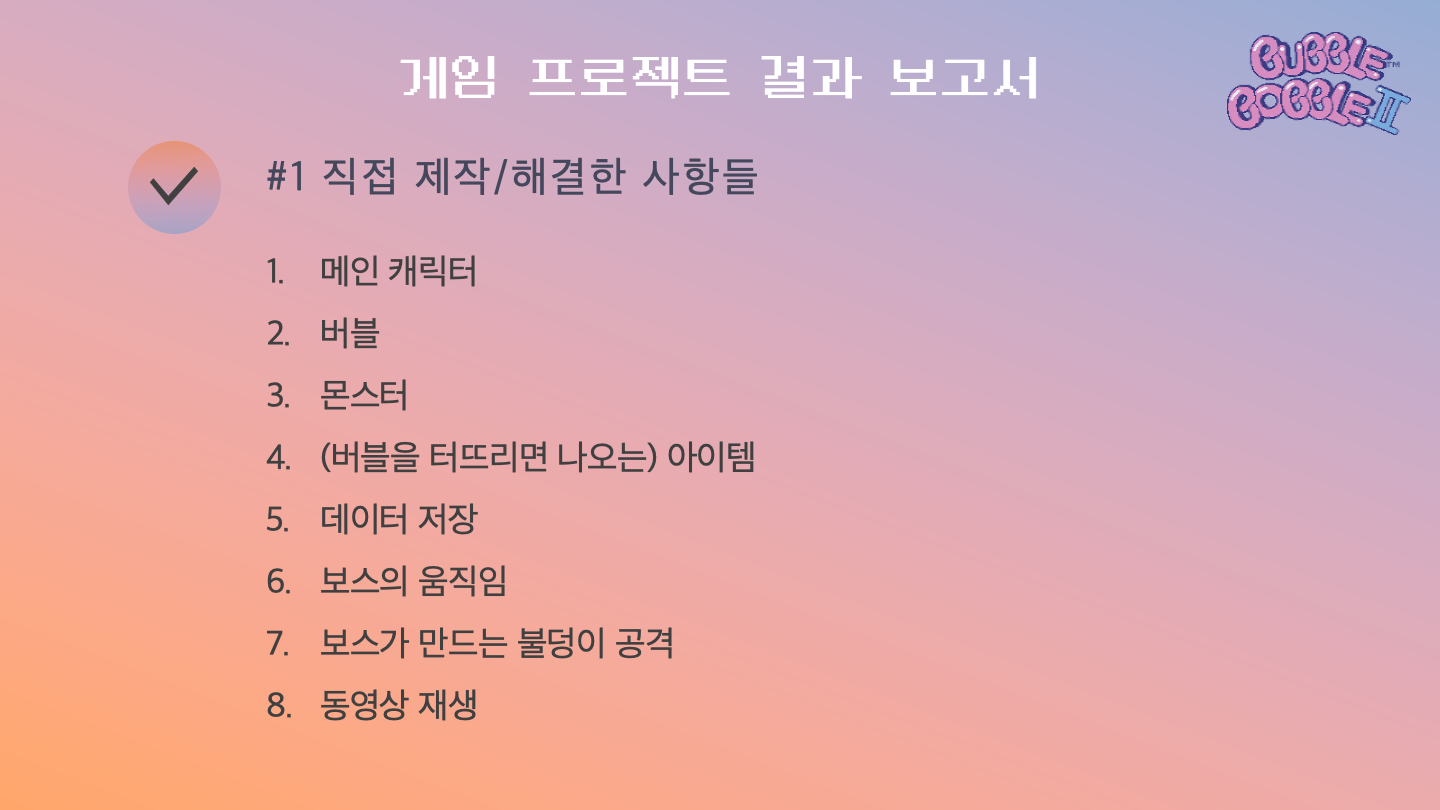 게임 프로젝트 결과 보고서
BUBBLE™
BOBBLE II
#1 직접 제작/해결한 사항들
1. 메인 캐릭터
2. 버블
3. 몬스터
4. (버블을 터뜨리면 나오는) 아이템
5. 데이터 저장
6. 보스의 움직임
7. 보스가 만드는 불덩이 공격
8. 동영상 재생